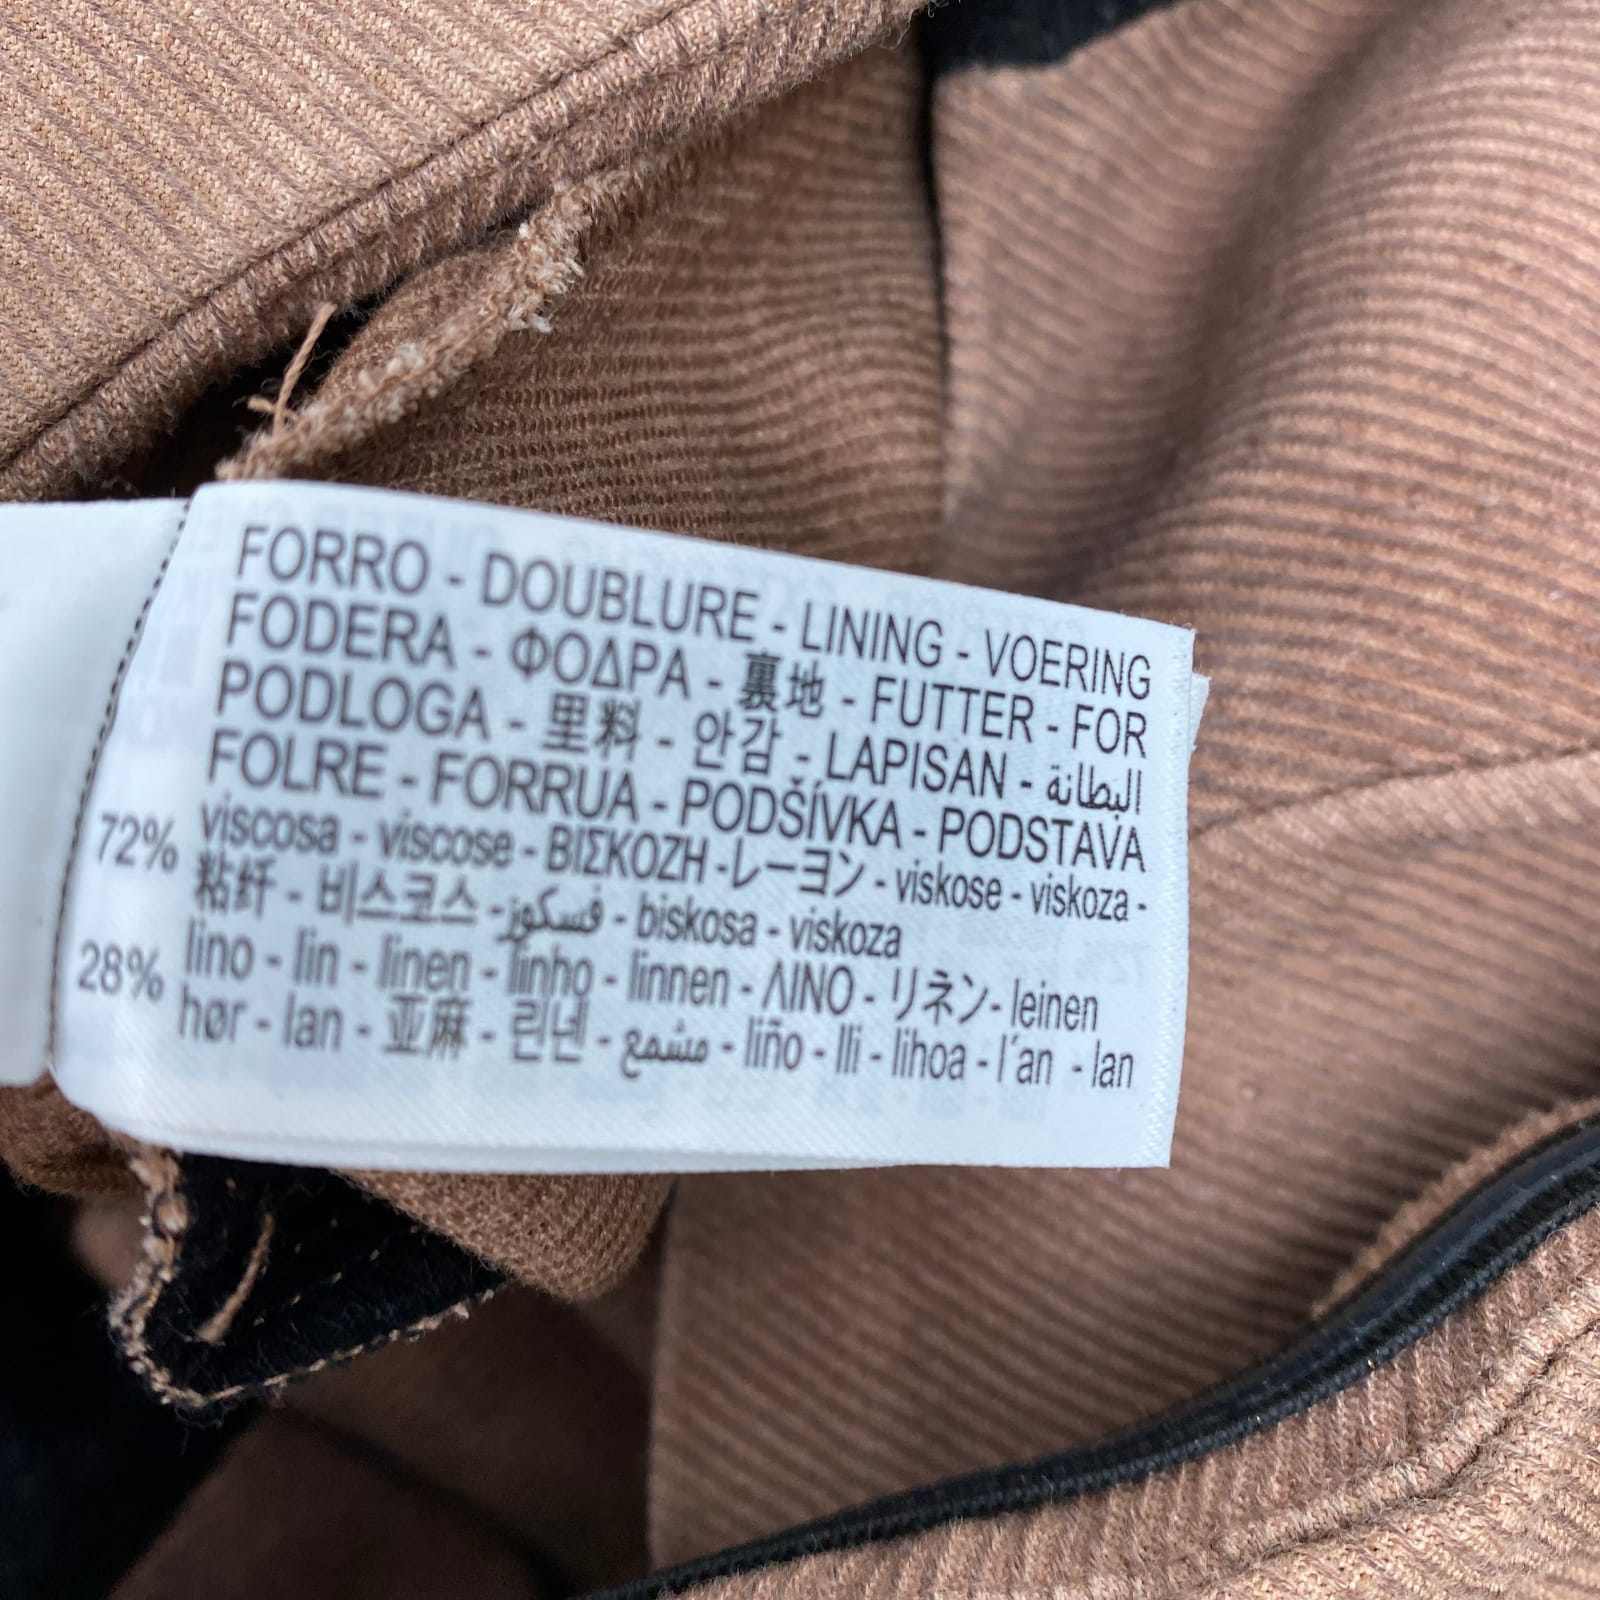 FORRO - DOUBLURE - LINING - VOERING
FODERA - ΦΟΔΡΑ - 裏地 - FUTTER - FOR
PODLOGA - 里料 - 안감 - LAPISAN - البطانة
FOLRE - FORRUA - PODŠÍVKA - PODSTAVA
72% viscosa - viscose - ΒΙΣΚΟΖΗ -レーヨン - viskose - viskoza -
粘纤 - 비스코스 - فسكوز - biskosa - viskoza
28% lino - lin - linen - linho - linnen - ΛΙΝΟ - リネン- leinen
hør - lan - 亚麻 - 린넨 - مشمع - liño - lli - lihoa - l´an - lan